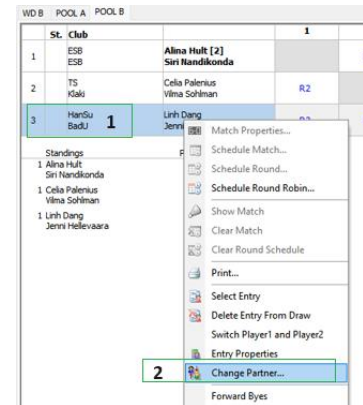 WD B POOL A POOL B
St. Club 1
1 ESB Alina Hult [2]
ESB Siri Nandikonda
2 TS Celia Palenius R2
Klaki Vilma Sohlman
3 HanSu 1 Linh Dang
BadU
Standings
1 Alina Hult
Siri Nandikonda
1 Celia Palenius
Vilma Sohlman
1 Linh Dang
Jenni Hellevaara
Match Properties...
Schedule Match...
Schedule Round...
Schedule Round Robin...
Show Match
Clear Match
Clear Round Schedule
Print...
Select Entry
Delete Entry From Draw
Switch Player1 and Player2
Entry Properties
2 Change Partner...
Forward Byes